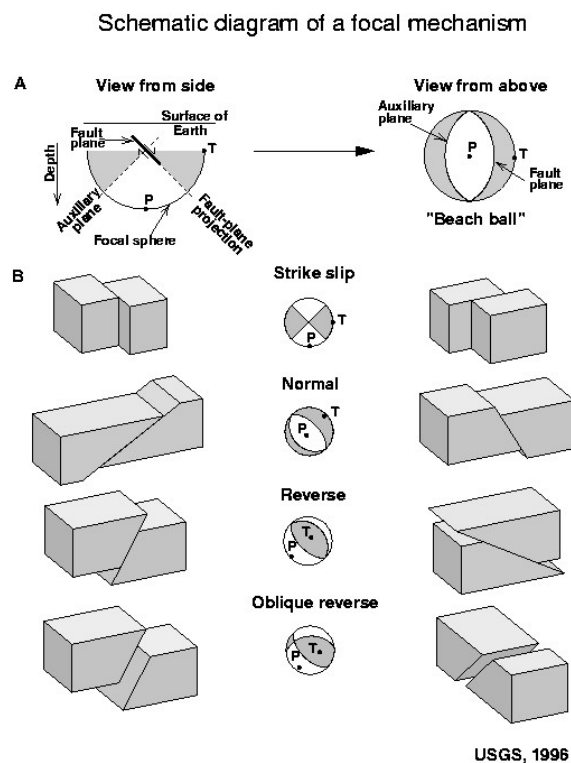 Schematic diagram of a focal mechanism
A
View from side
View from above
Surface of
Earth
Fault
plane
T
Depth
P
Auxiliary
plane
Focal sphere
Fault-plane
projection
Auxiliary
plane
P
T
Fault
plane
"Beach ball"
B
Strike slip
T
P
Normal
T
P
Reverse
T
P
Oblique reverse
T
P
USGS, 1996